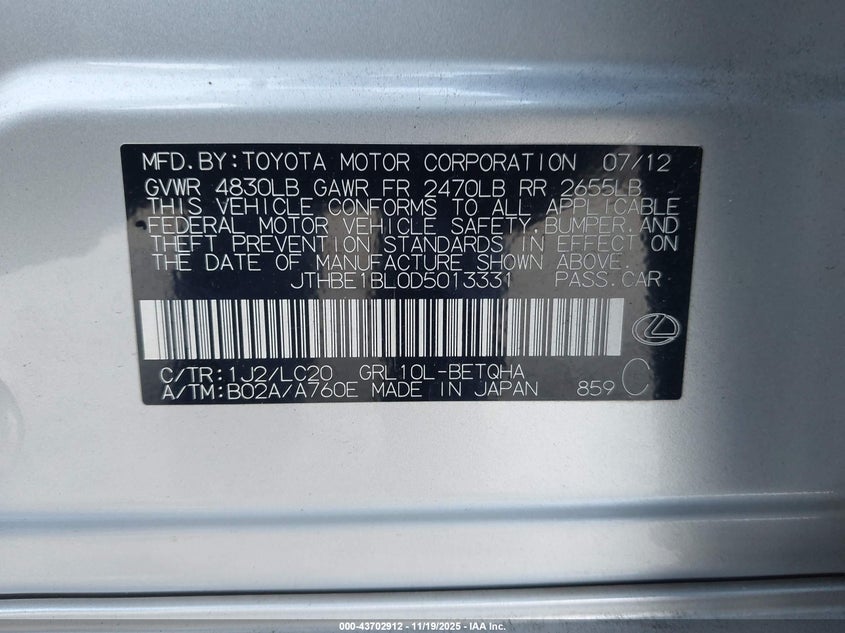 MFD.BY:TOYOTA MOTOR CORPORATION 07/12
GVWR 4830LB GAWR FR 2470LB RR 2655LB
THIS VEHICLE CONFORMS TO ALL APPLICABLE
FEDERAL MOTOR VEHICLE SAFETY,BUMPER,AND
THEFT PREVENTION STANDARDS IN EFFECT ON
THE DATE OF MANUFACTURE SHOWN ABOVE.
JTHBE1BL0D5013331 PASS.CAR
C/TR:1J2/LC20 GRL10L-BETQHA
A/TM:B02A/A760E MADE IN JAPAN 859 C
000-43702912 - 11/19/2025 - IAA Inc.